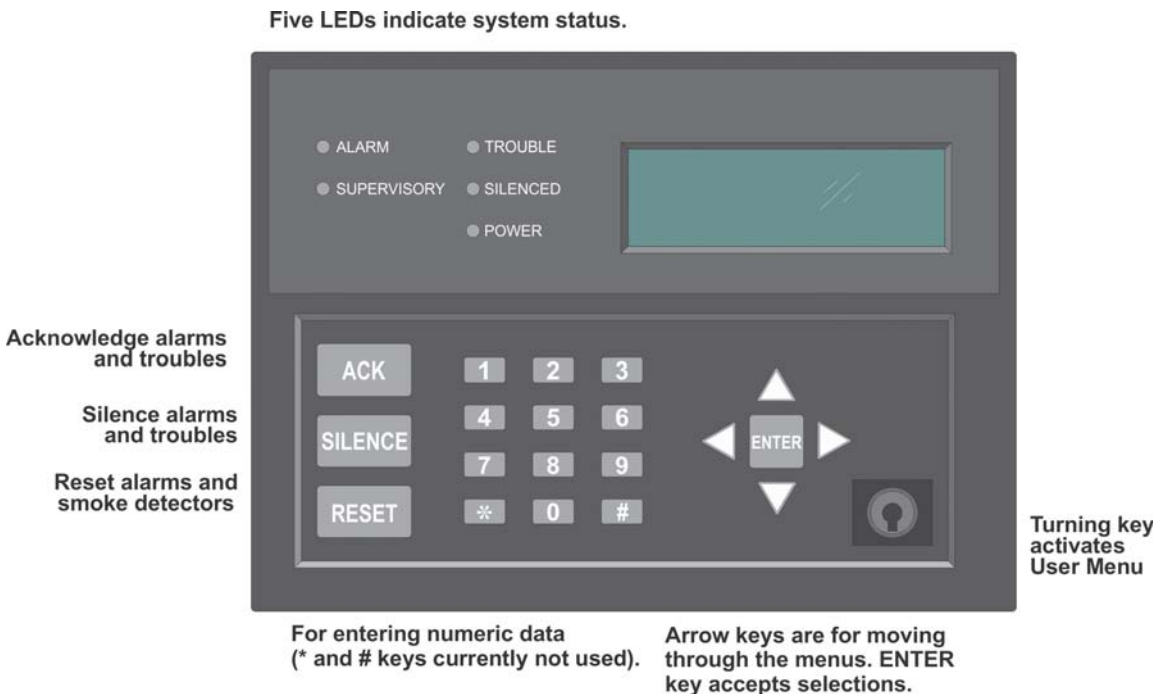 Five LEDs indicate system status.
ALARM
TROUBLE
SUPERVISORY
SILENCED
POWER
Acknowledge alarms
and troubles
Silence alarms
and troubles
Reset alarms and
smoke detectors
ACK
SILENCE
RESET
1 2 3
4 5 6
7 8 9
* 0 #
ENTER
Turning key
activates
User Menu
For entering numeric data
(* and # keys currently not used).
Arrow keys are for moving
through the menus. ENTER
key accepts selections.